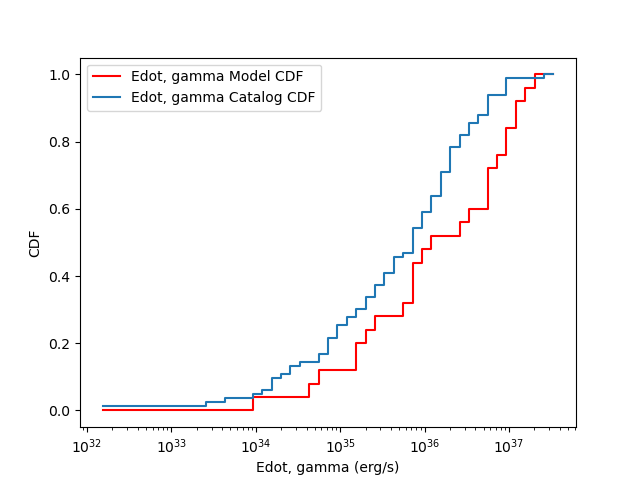 Edot, gamma Model CDF
Edot, gamma Catalog CDF
1.0
0.8
0.6
0.4
0.2
0.0
CDF
10^32 10^33 10^34 10^35 10^36 10^37
Edot, gamma (erg/s)